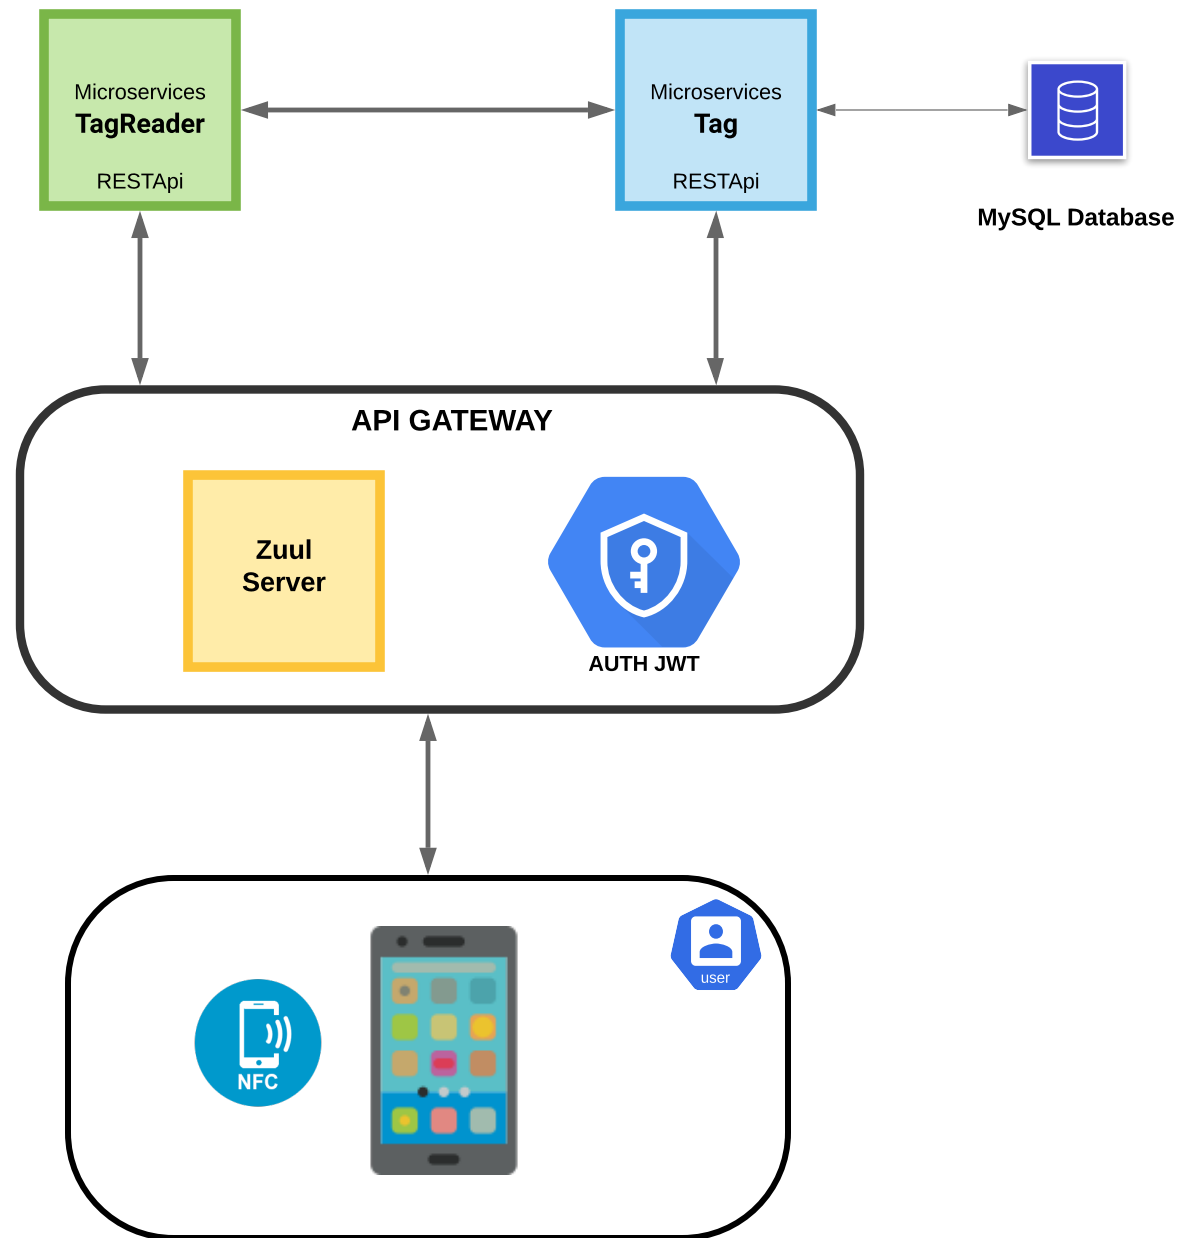 Microservices
TagReader
RESTApi
Microservices
Tag
RESTApi
MySQL Database
API GATEWAY
Zuul
Server
AUTH JWT
user
NFC